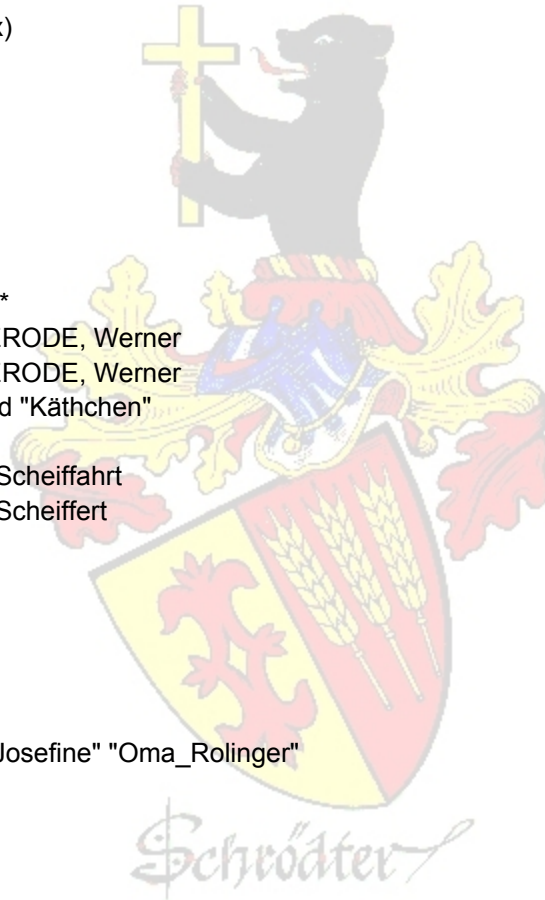 x)
*
RODE, Werner
RODE, Werner
d "Käthchen"
Scheiffahrt
Scheiffert
Josefine" "Oma_Rolinger"
Schrödter